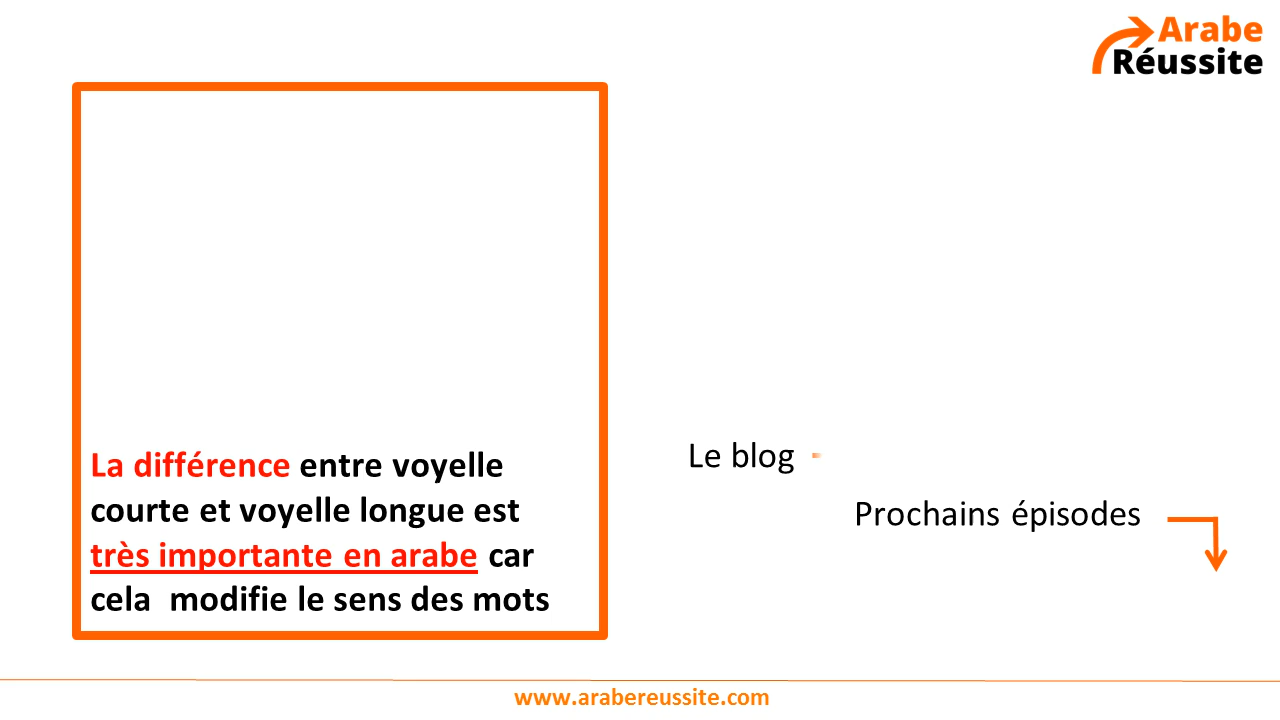 Arabe
Réussite
La différence entre voyelle
courte et voyelle longue est
très importante en arabe car
cela  modifie le sens des mots
Le blog
Prochains épisodes
www.arabereussite.com